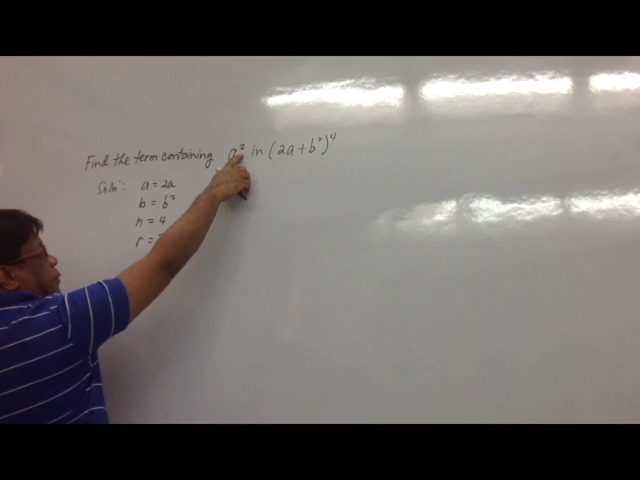 Find the term containing a² in (2a + b²)⁴
Soln: a = 2a
b = b²
n = 4
r =